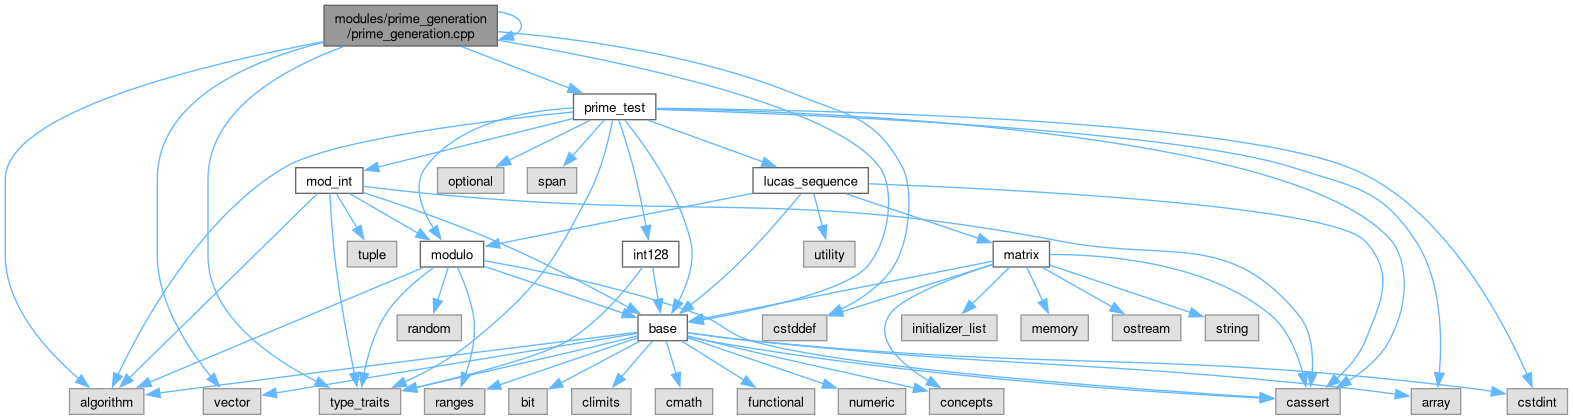 modules/prime_generation
/prime_generation.cpp
prime_test
mod_int
optional
span
lucas_sequence
tuple
modulo
int128
utility
matrix
random
base
cstddef
initializer_list
memory
ostream
string
algorithm
vector
type_traits
ranges
bit
climits
cmath
functional
numeric
concepts
cassert
array
cstdint